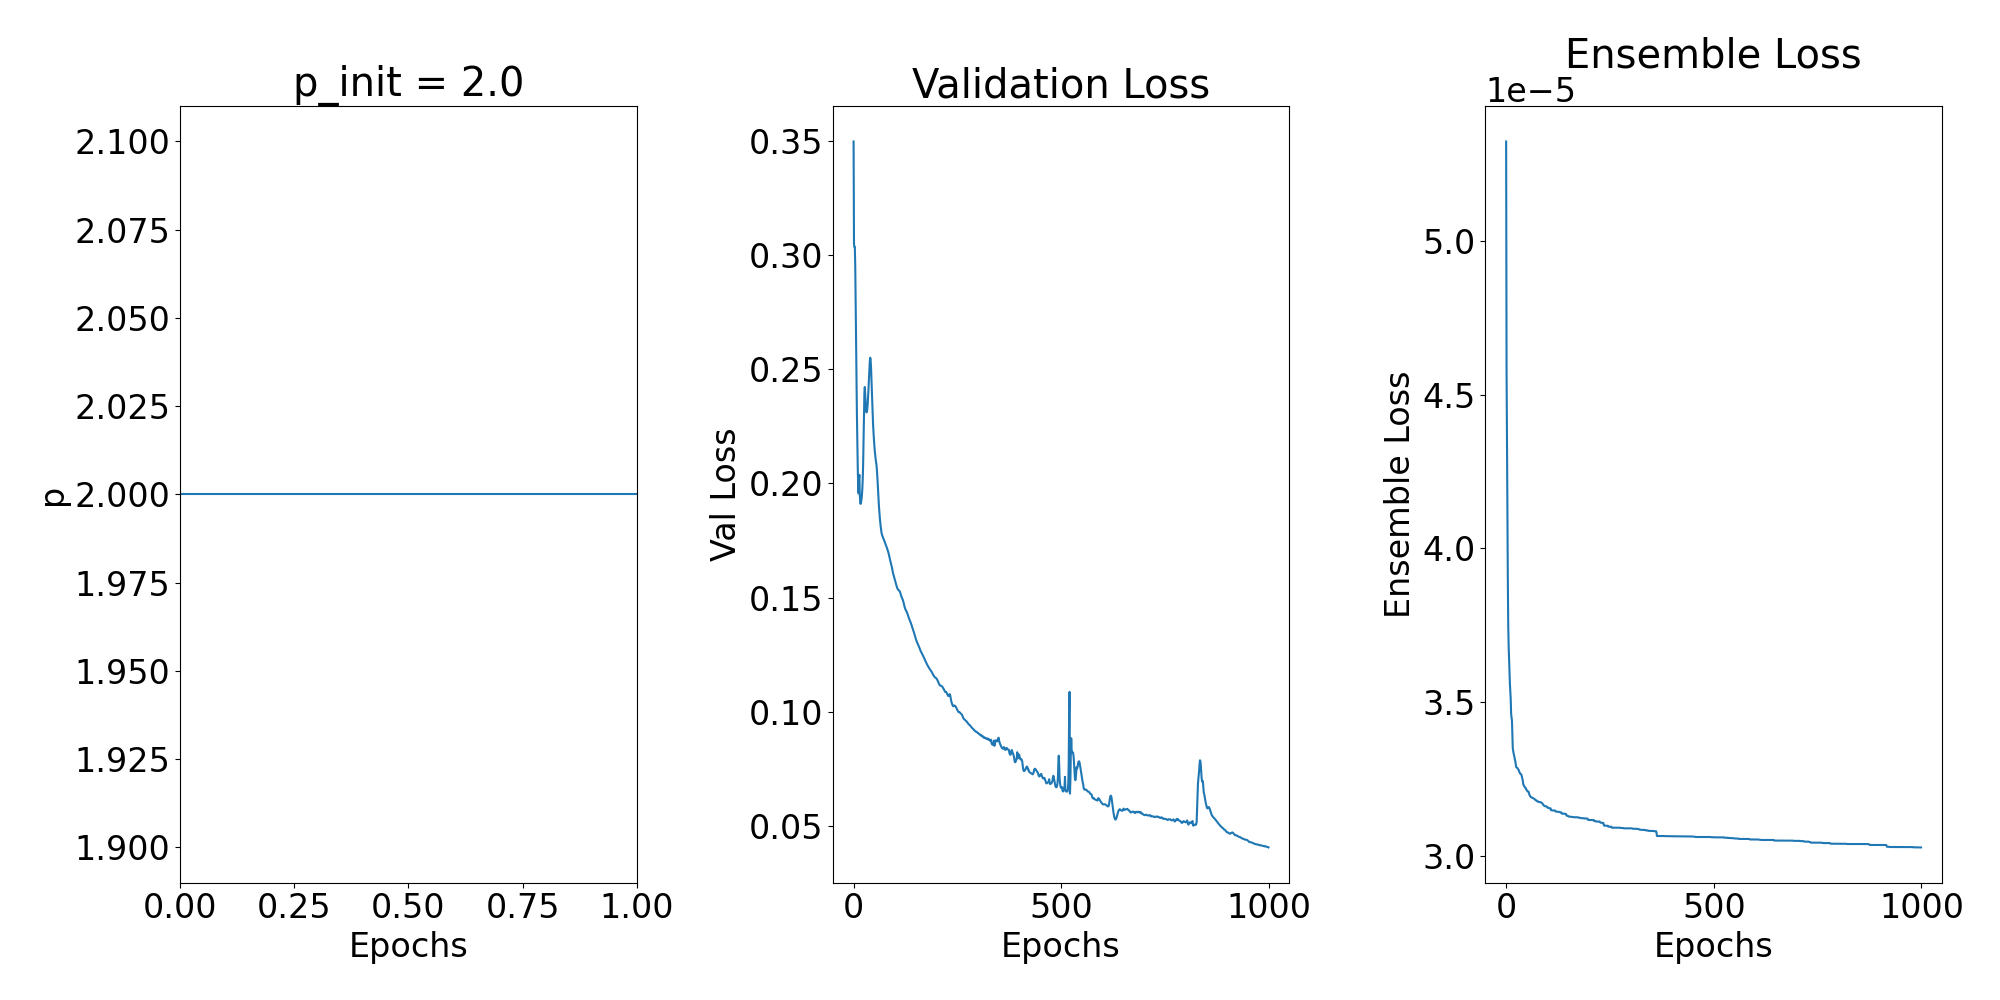 p_init = 2.0
2.100
2.075
2.050
2.025
2.000
1.975
1.950
1.925
1.900
p
0.00 0.25 0.50 0.75 1.00
Epochs
Validation Loss
0.35
0.30
0.25
0.20
0.15
0.10
0.05
Val Loss
0 500 1000
Epochs
Ensemble Loss
1e−5
5.0
4.5
4.0
3.5
3.0
Ensemble Loss
0 500 1000
Epochs